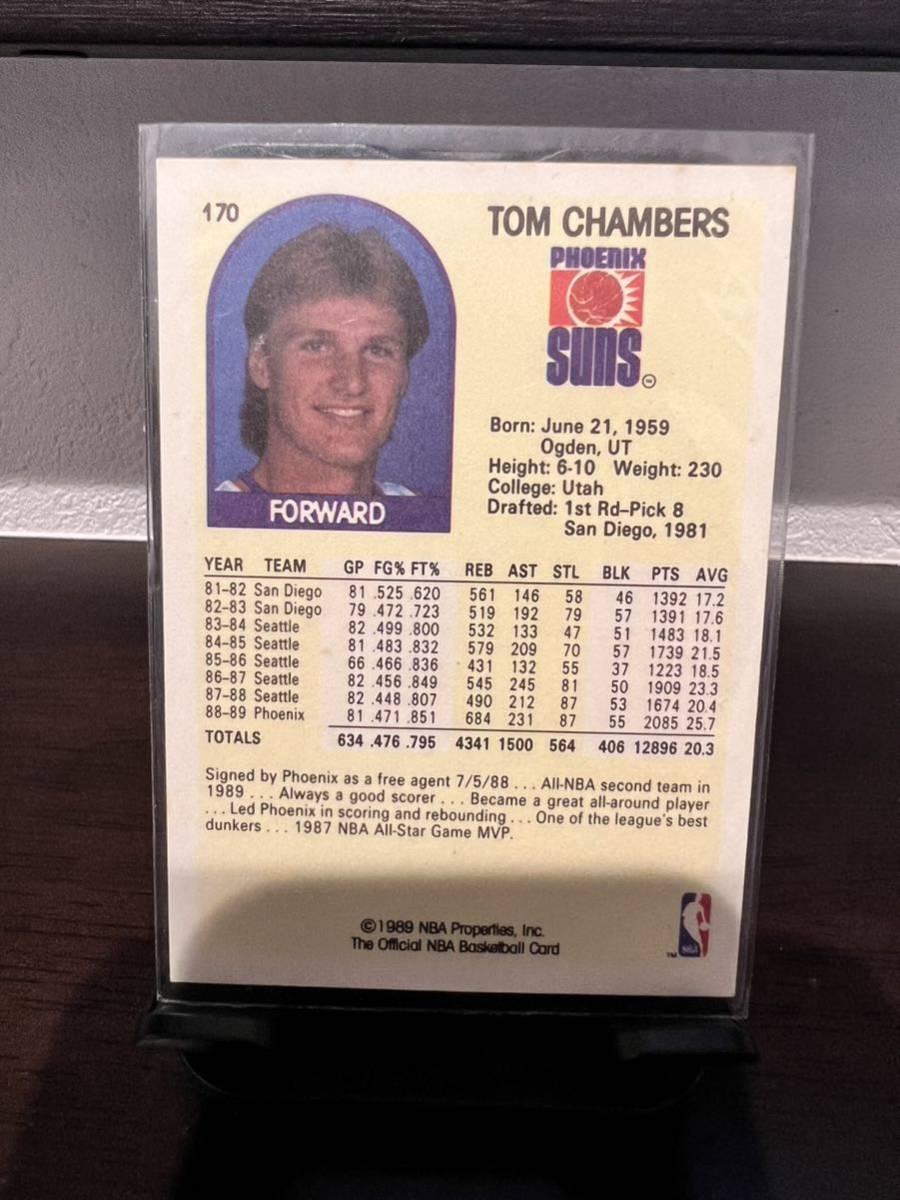 170
TOM CHAMBERS
PHOENIX
SUNS
TM
Born: June 21, 1959
Ogden, UT
Height: 6-10 Weight: 230
College: Utah
Drafted: 1st Rd–Pick 8
San Diego, 1981
FORWARD
YEAR TEAM GP FG% FT% REB AST STL BLK PTS AVG
81–82 San Diego 81 .525 .620 561 146 58 46 1392 17.2
82–83 San Diego 79 .472 .723 519 192 79 57 1391 17.6
83–84 Seattle 82 .499 .800 532 133 47 51 1483 18.1
84–85 Seattle 81 .483 .832 579 209 70 57 1739 21.5
85–86 Seattle 66 .466 .836 431 132 55 37 1223 18.5
86–87 Seattle 82 .456 .849 545 245 81 50 1909 23.3
87–88 Seattle 82 .448 .807 490 212 87 53 1674 20.4
88–89 Phoenix 81 .471 .851 684 231 87 55 2085 25.7
TOTALS 634 .476 .795 4341 1500 564 406 12896 20.3
Signed by Phoenix as a free agent 7/5/88 . . . All-NBA second team in
1989 . . . Always a good scorer . . . Became a great all-around player
. . . Led Phoenix in scoring and rebounding . . . One of the league's best
dunkers . . . 1987 NBA All-Star Game MVP.
©1989 NBA Properties, Inc.
The Official NBA Basketball Card
TM
NBA